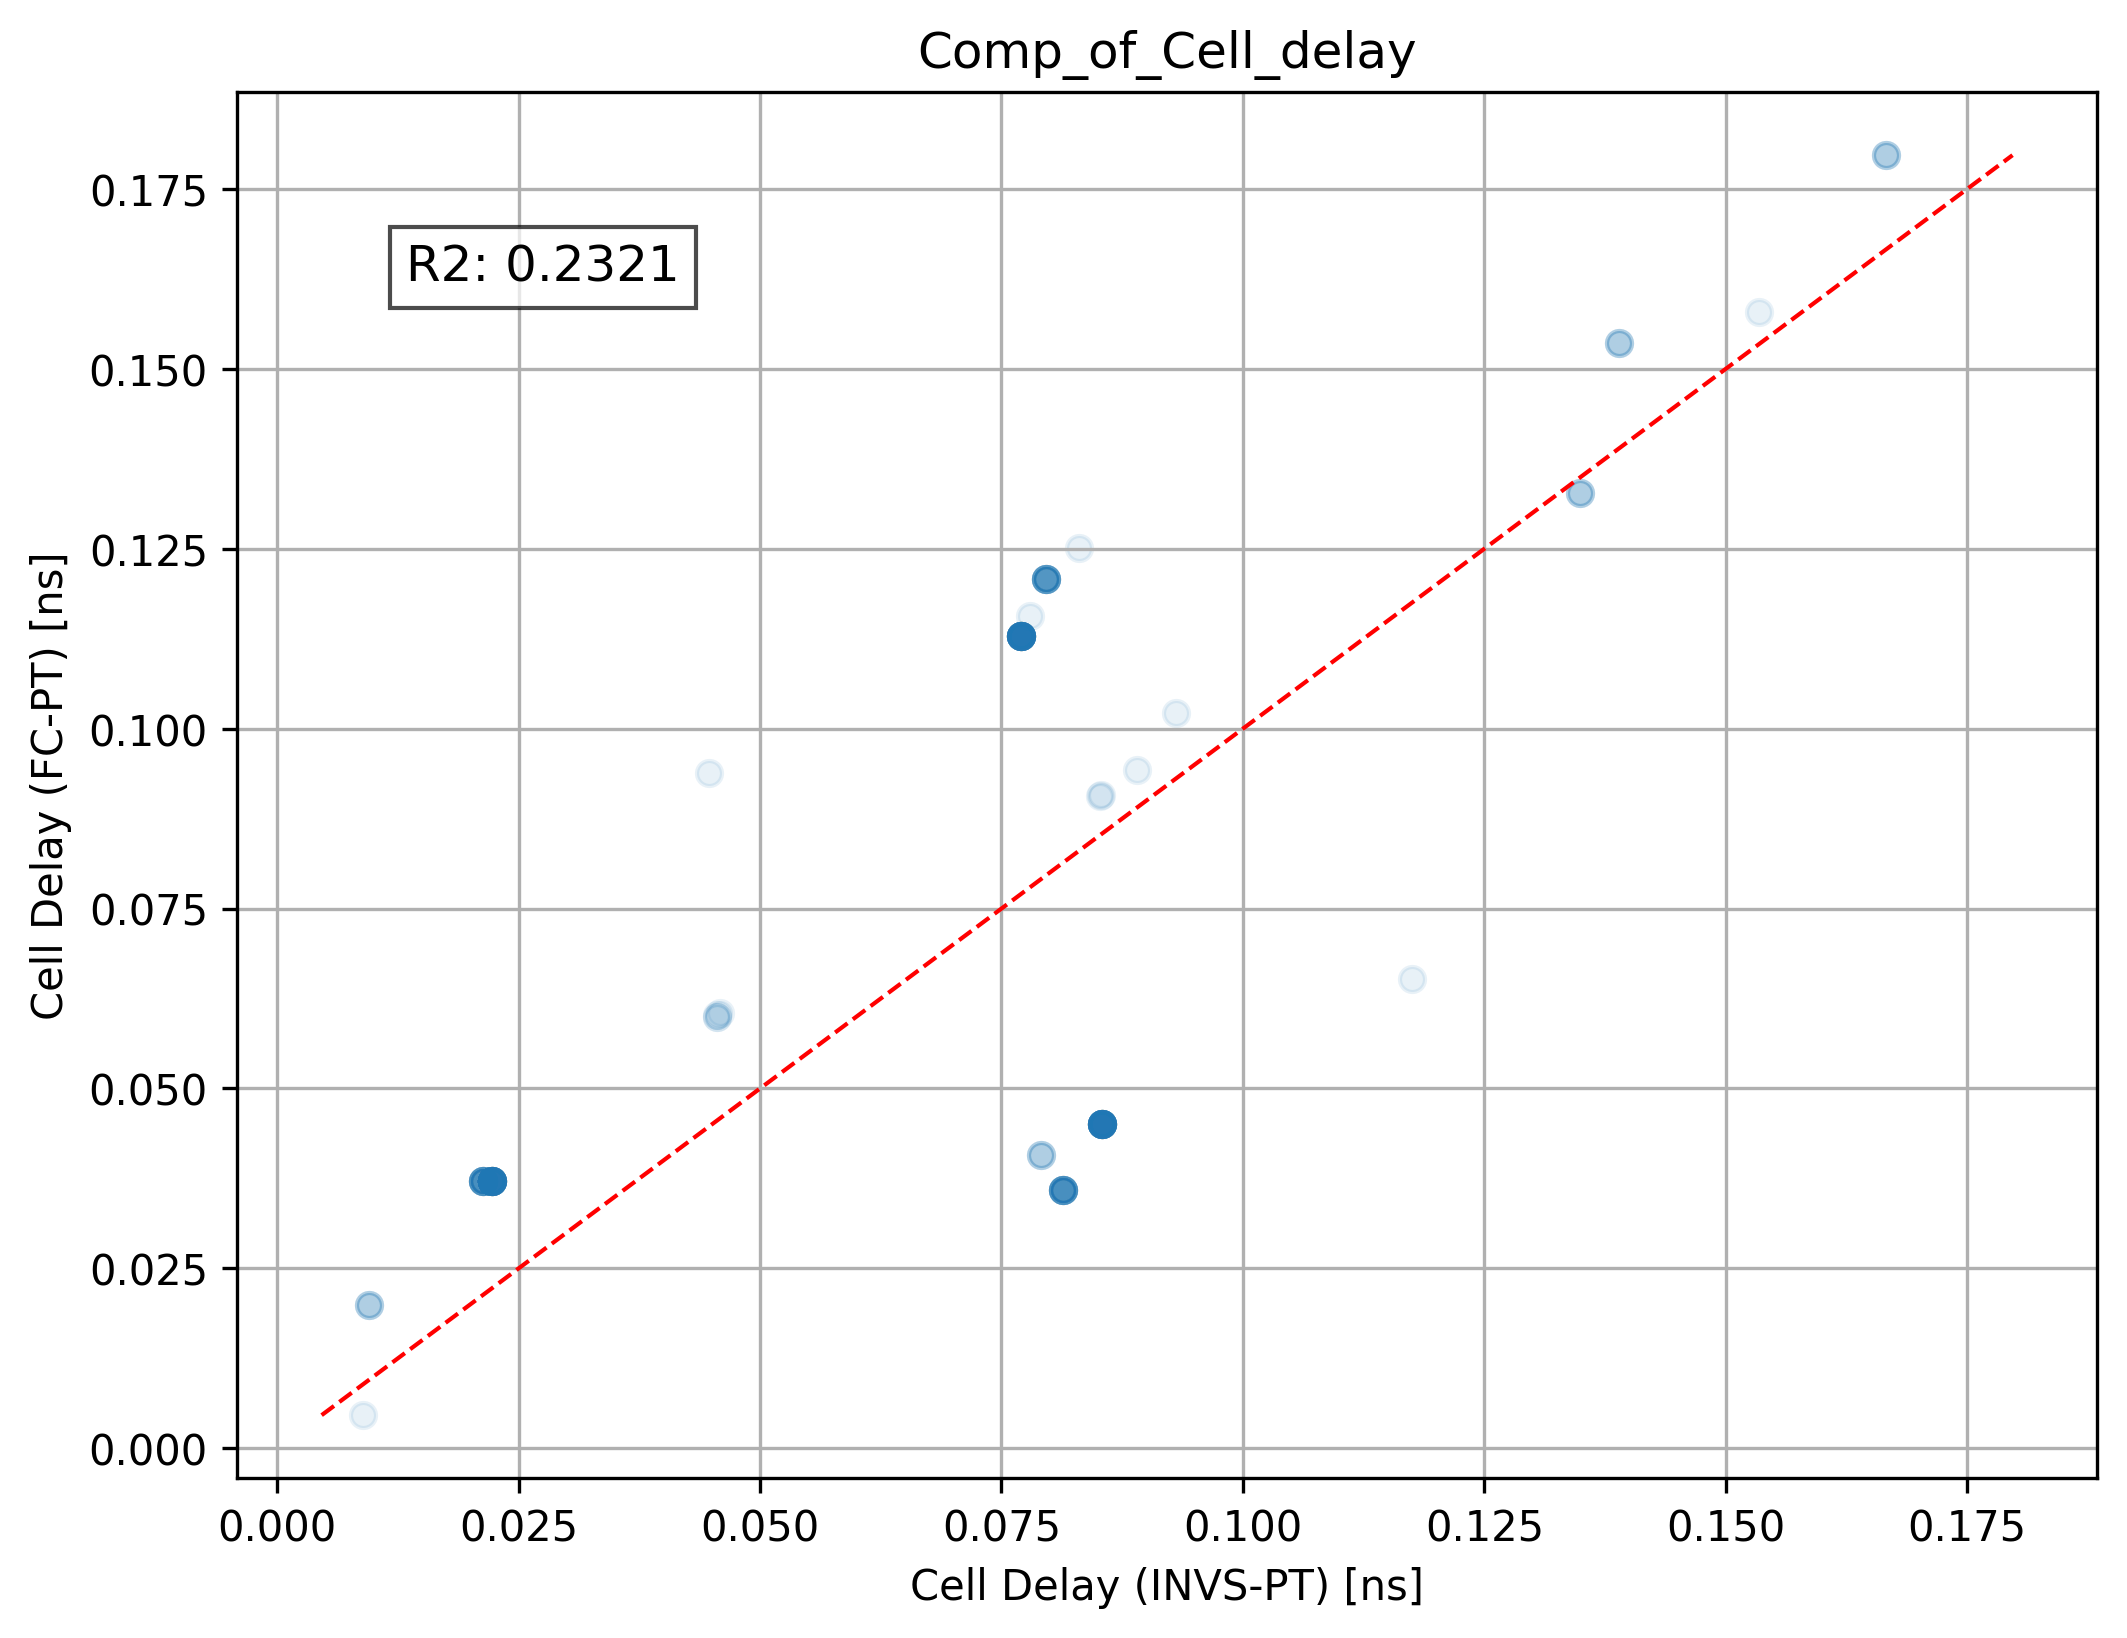 Comp_of_Cell_delay
R2: 0.2321
Cell Delay (FC-PT) [ns]
0.175
0.150
0.125
0.100
0.075
0.050
0.025
0.000
0.000 0.025 0.050 0.075 0.100 0.125 0.150 0.175
Cell Delay (INVS-PT) [ns]